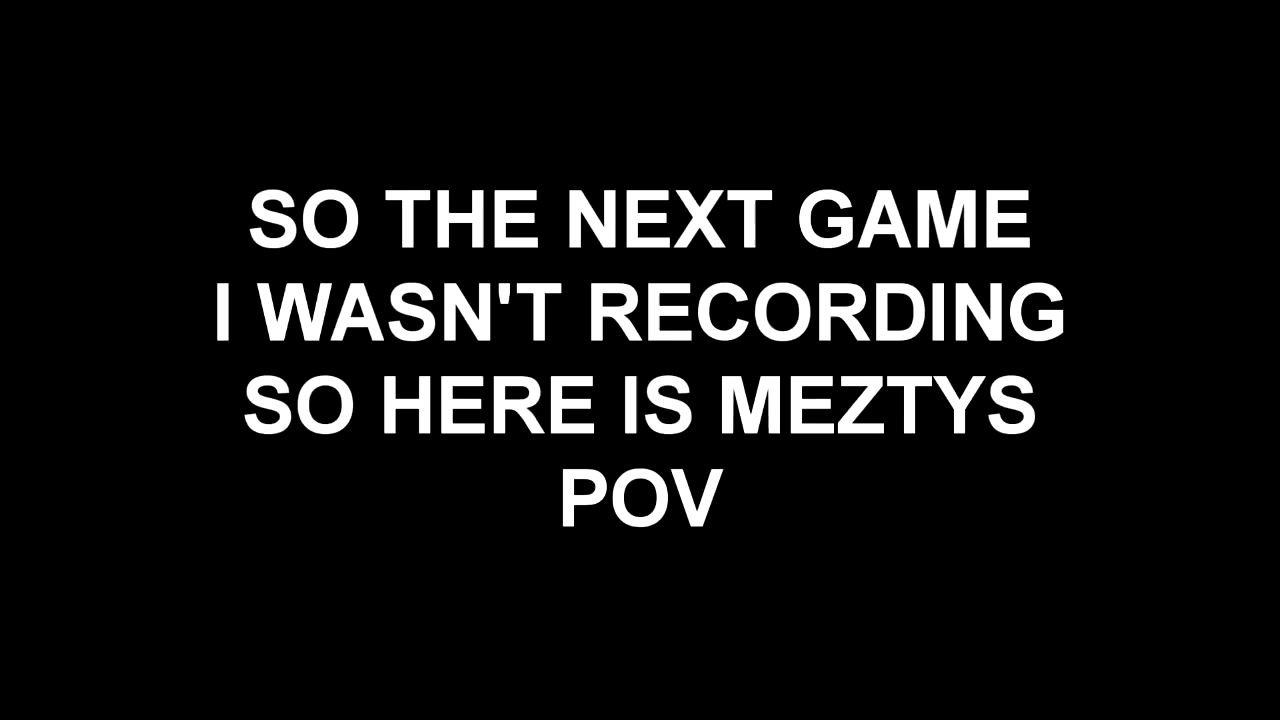 SO THE NEXT GAME
I WASN'T RECORDING
SO HERE IS MEZTYS
POV